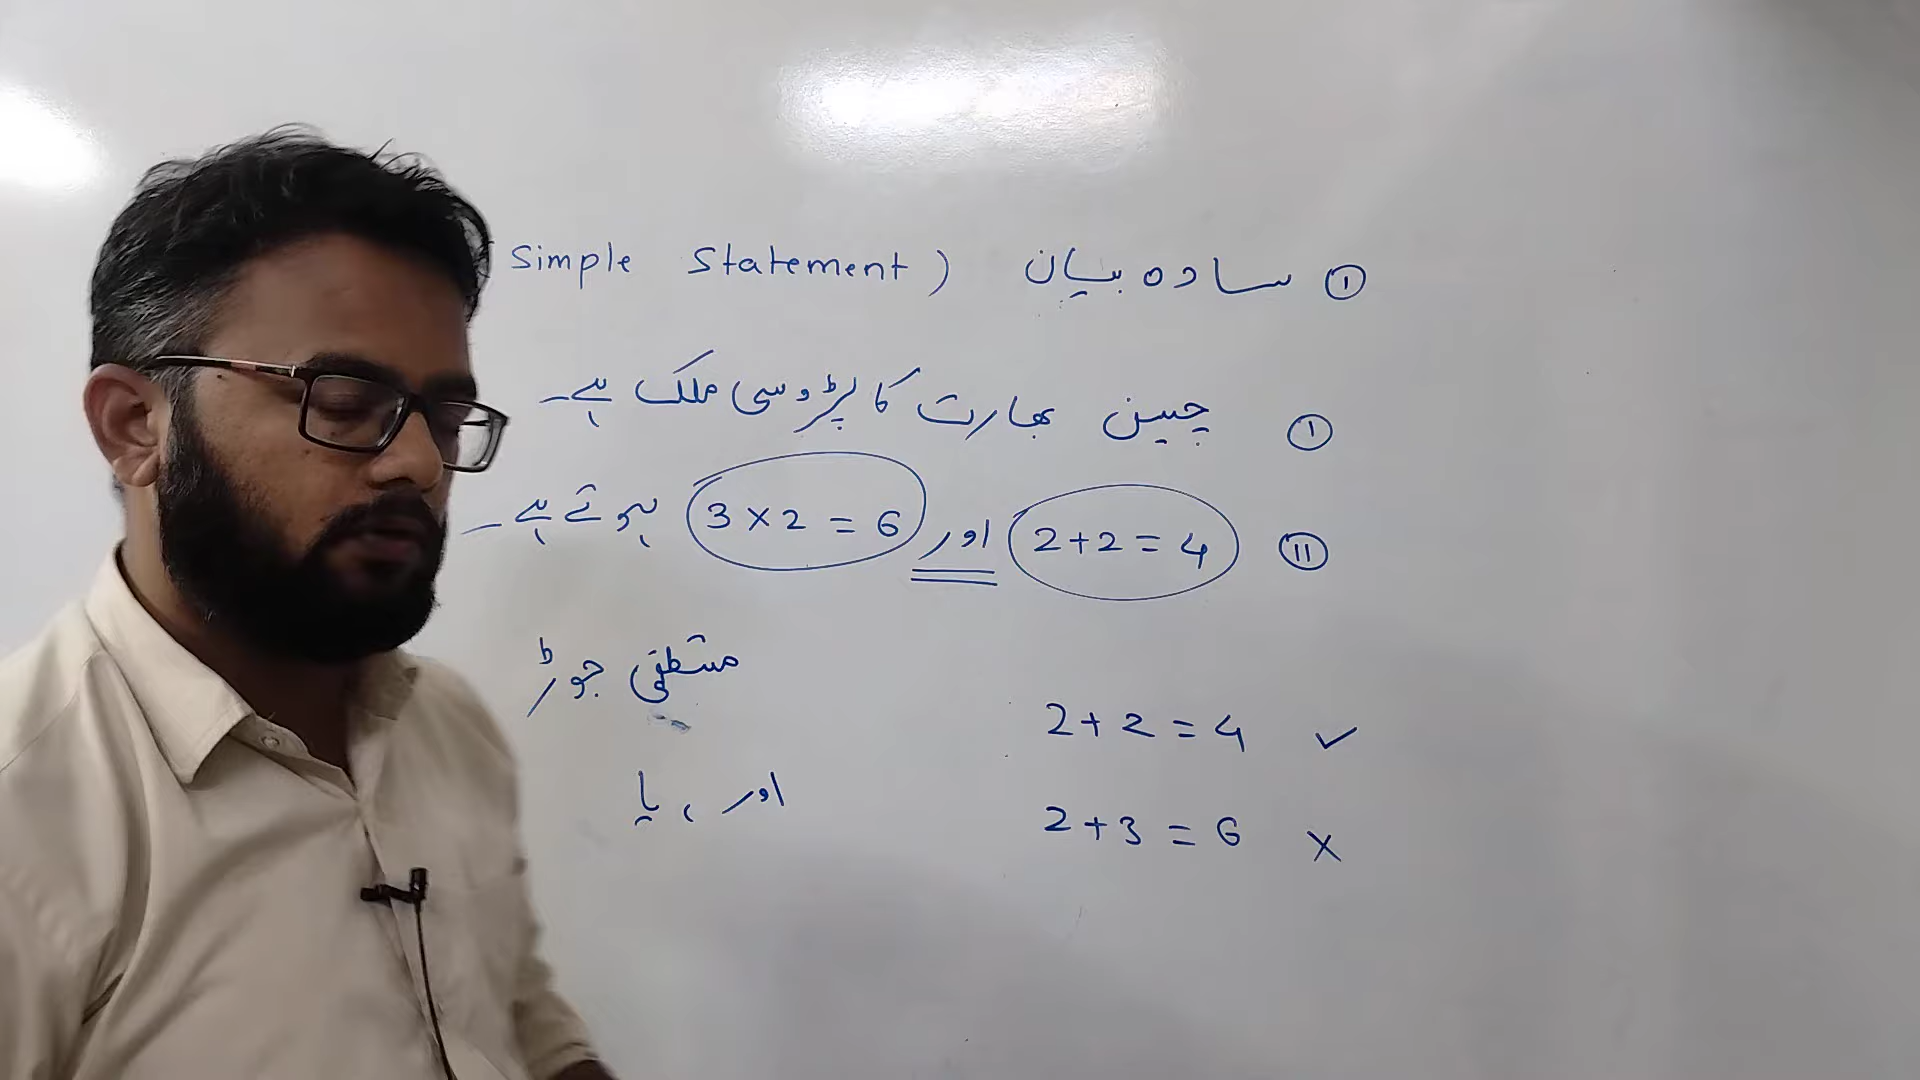 ① سادہ بیان (Simple Statement
① چین بھارت کا پڑوسی ملک ہے۔
⑪ 2+2=4 اور 3×2=6 ہوتے ہے۔
منطقی جوڑ
اور ، یا
2+2=4 ✓
2+3=6 ×